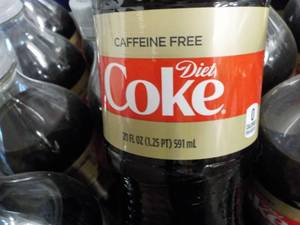 CAFFEINE FREE
Diet
Coke
20 FL OZ (1.25 PT) 591 mL
0